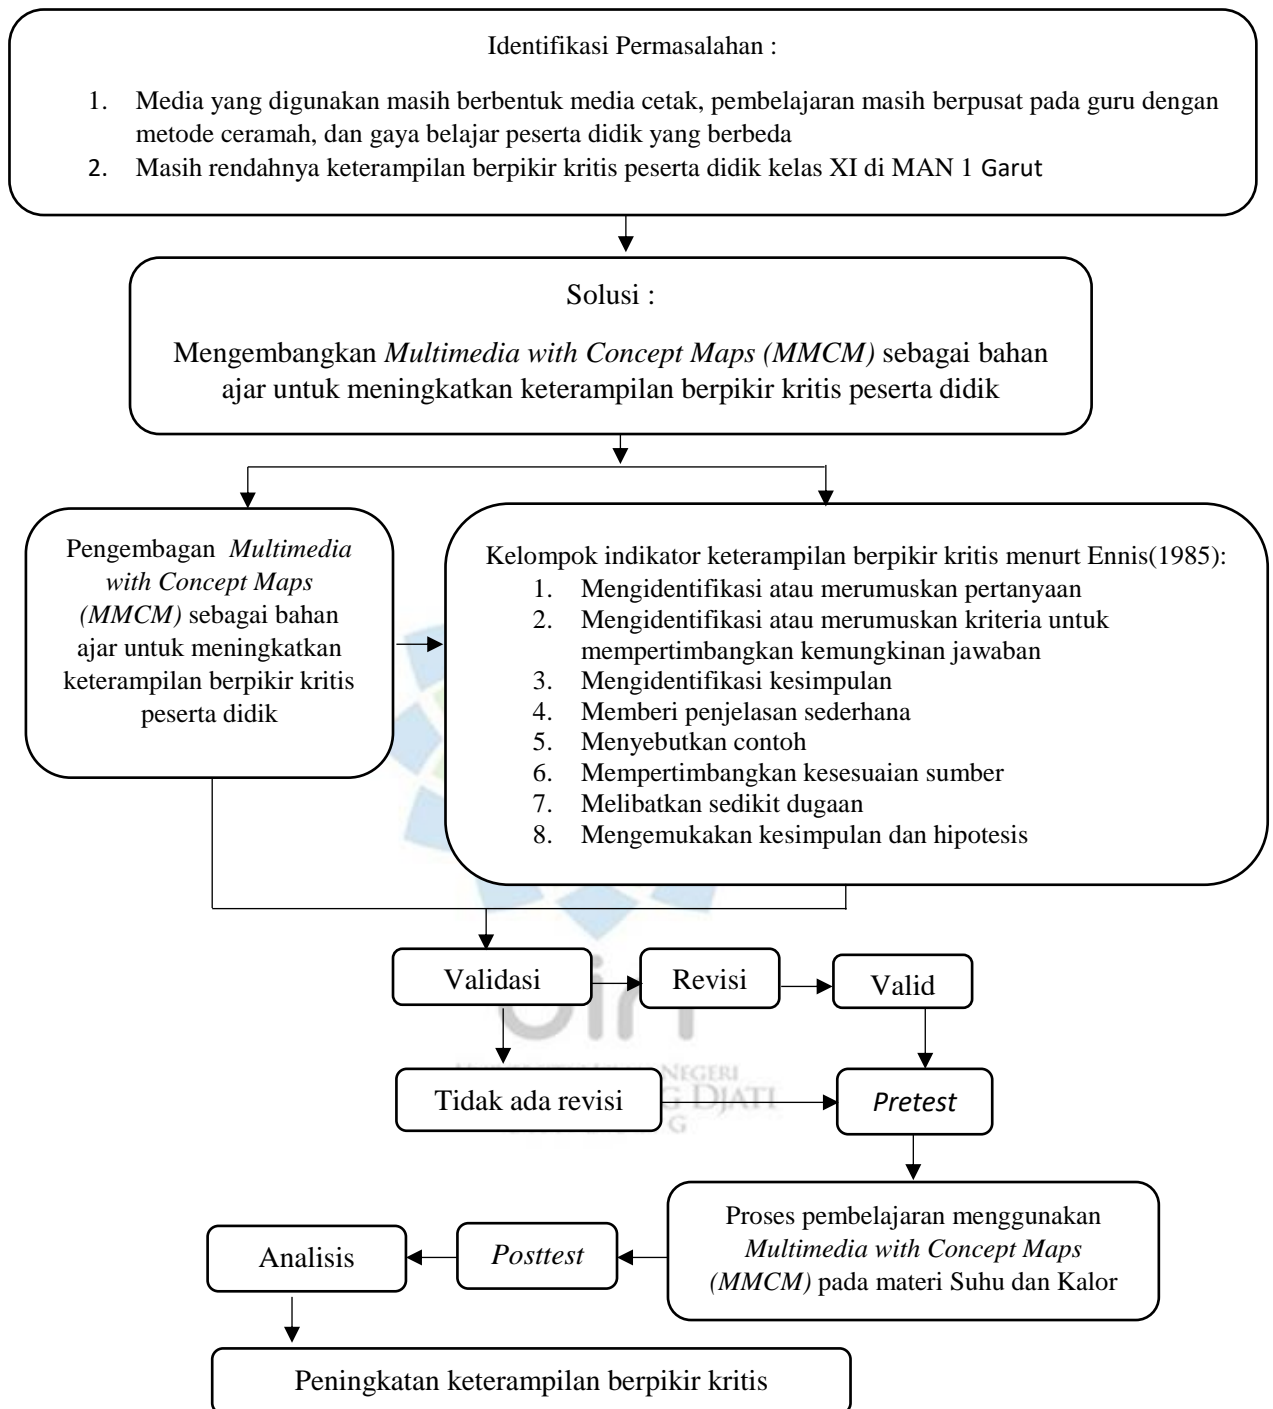 Identifikasi Permasalahan :
1. Media yang digunakan masih berbentuk media cetak, pembelajaran masih berpusat pada guru dengan
metode ceramah, dan gaya belajar peserta didik yang berbeda
2. Masih rendahnya keterampilan berpikir kritis peserta didik kelas XI di MAN 1 Garut
Solusi :
Mengembangkan Multimedia with Concept Maps (MMCM) sebagai bahan
ajar untuk meningkatkan keterampilan berpikir kritis peserta didik
Pengembagan Multimedia
with Concept Maps
(MMCM) sebagai bahan
ajar untuk meningkatkan
keterampilan berpikir kritis
peserta didik
Kelompok indikator keterampilan berpikir kritis menurt Ennis(1985):
1. Mengidentifikasi atau merumuskan pertanyaan
2. Mengidentifikasi atau merumuskan kriteria untuk
mempertimbangkan kemungkinan jawaban
3. Mengidentifikasi kesimpulan
4. Memberi penjelasan sederhana
5. Menyebutkan contoh
6. Mempertimbangkan kesesuaian sumber
7. Melibatkan sedikit dugaan
8. Mengemukakan kesimpulan dan hipotesis
Validasi
Revisi
Valid
uin
NEGERI
Tidak ada revisi
G DJATI
G
Pretest
Proses pembelajaran menggunakan
Multimedia with Concept Maps
(MMCM) pada materi Suhu dan Kalor
Posttest
Analisis
Peningkatan keterampilan berpikir kritis